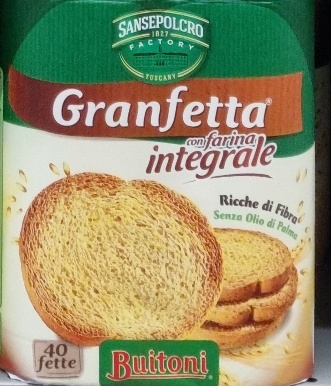 SANSEPOLCRO
1827
FACTORY
TUSCANY
Granfetta®
con farina
integrale
Ricche di Fibra
Senza Olio di Palma
40
fette
Buitoni